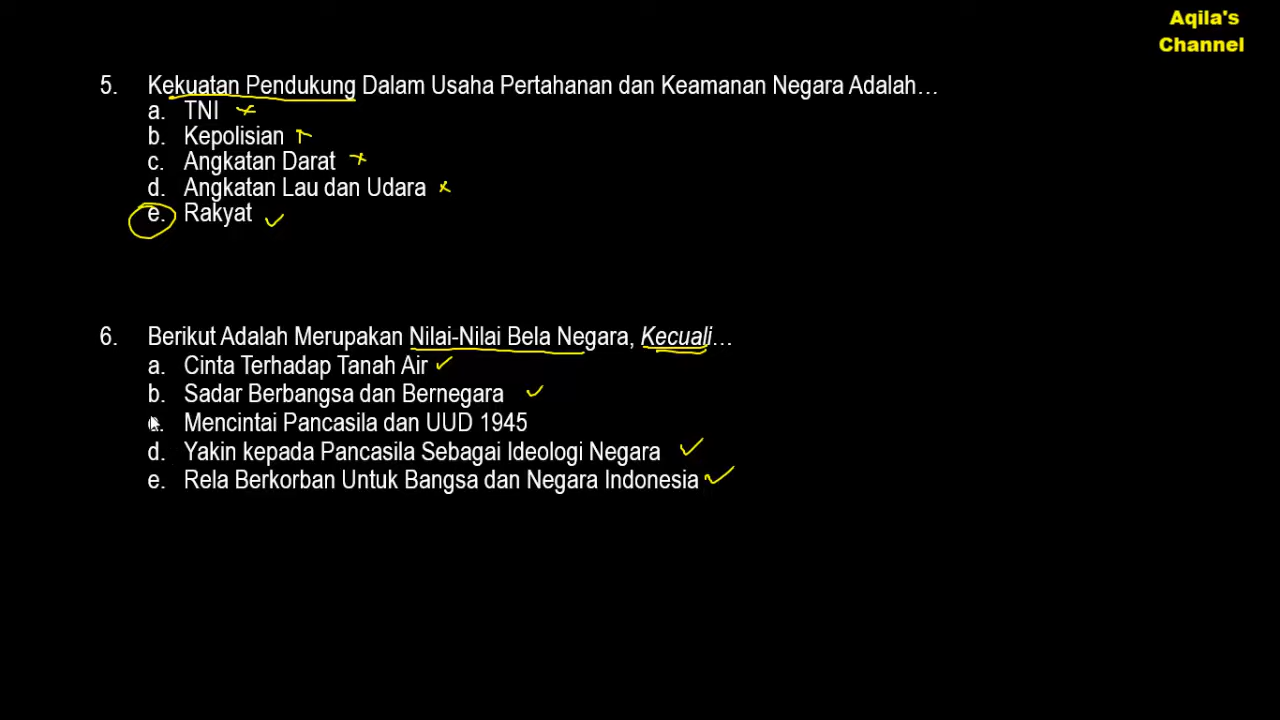 Aqila's
Channel
5. Kekuatan Pendukung Dalam Usaha Pertahanan dan Keamanan Negara Adalah...
a. TNI
b. Kepolisian
c. Angkatan Darat
d. Angkatan Lau dan Udara
e. Rakyat
6. Berikut Adalah Merupakan Nilai-Nilai Bela Negara, Kecuali...
a. Cinta Terhadap Tanah Air
b. Sadar Berbangsa dan Bernegara
Mencintai Pancasila dan UUD 1945
d. Yakin kepada Pancasila Sebagai Ideologi Negara
e. Rela Berkorban Untuk Bangsa dan Negara Indonesia